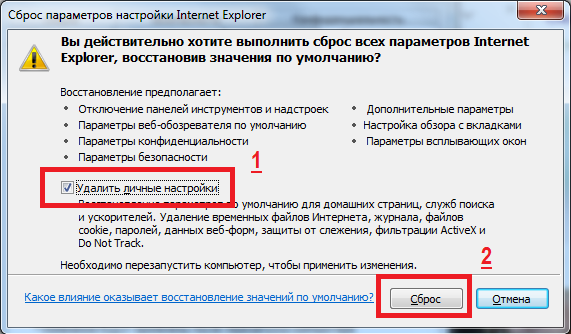 Сброс параметров настройки Internet Explorer
Вы действительно хотите выполнить сброс всех параметров Internet
Explorer, восстановив значения по умолчанию?
Восстановление предполагает:
• Отключение панелей инструментов и надстроек
• Параметры веб-обозревателя по умолчанию
• Параметры конфиденциальности
• Параметры безопасности
• Дополнительные параметры
• Настройка обзора с вкладками
• Параметры всплывающих окон
1
Удалить личные настройки
Восстановление параметров по умолчанию для домашних страниц, служб поиска
и ускорителей. Удаление временных файлов Интернета, журнала, файлов
cookie, паролей, данных веб-форм, защиты от слежения, фильтрации ActiveX и
Do Not Track.
Необходимо перезапустить компьютер, чтобы применить изменения.
2
Какое влияние оказывает восстановление значений по умолчанию?
Сброс
Отмена